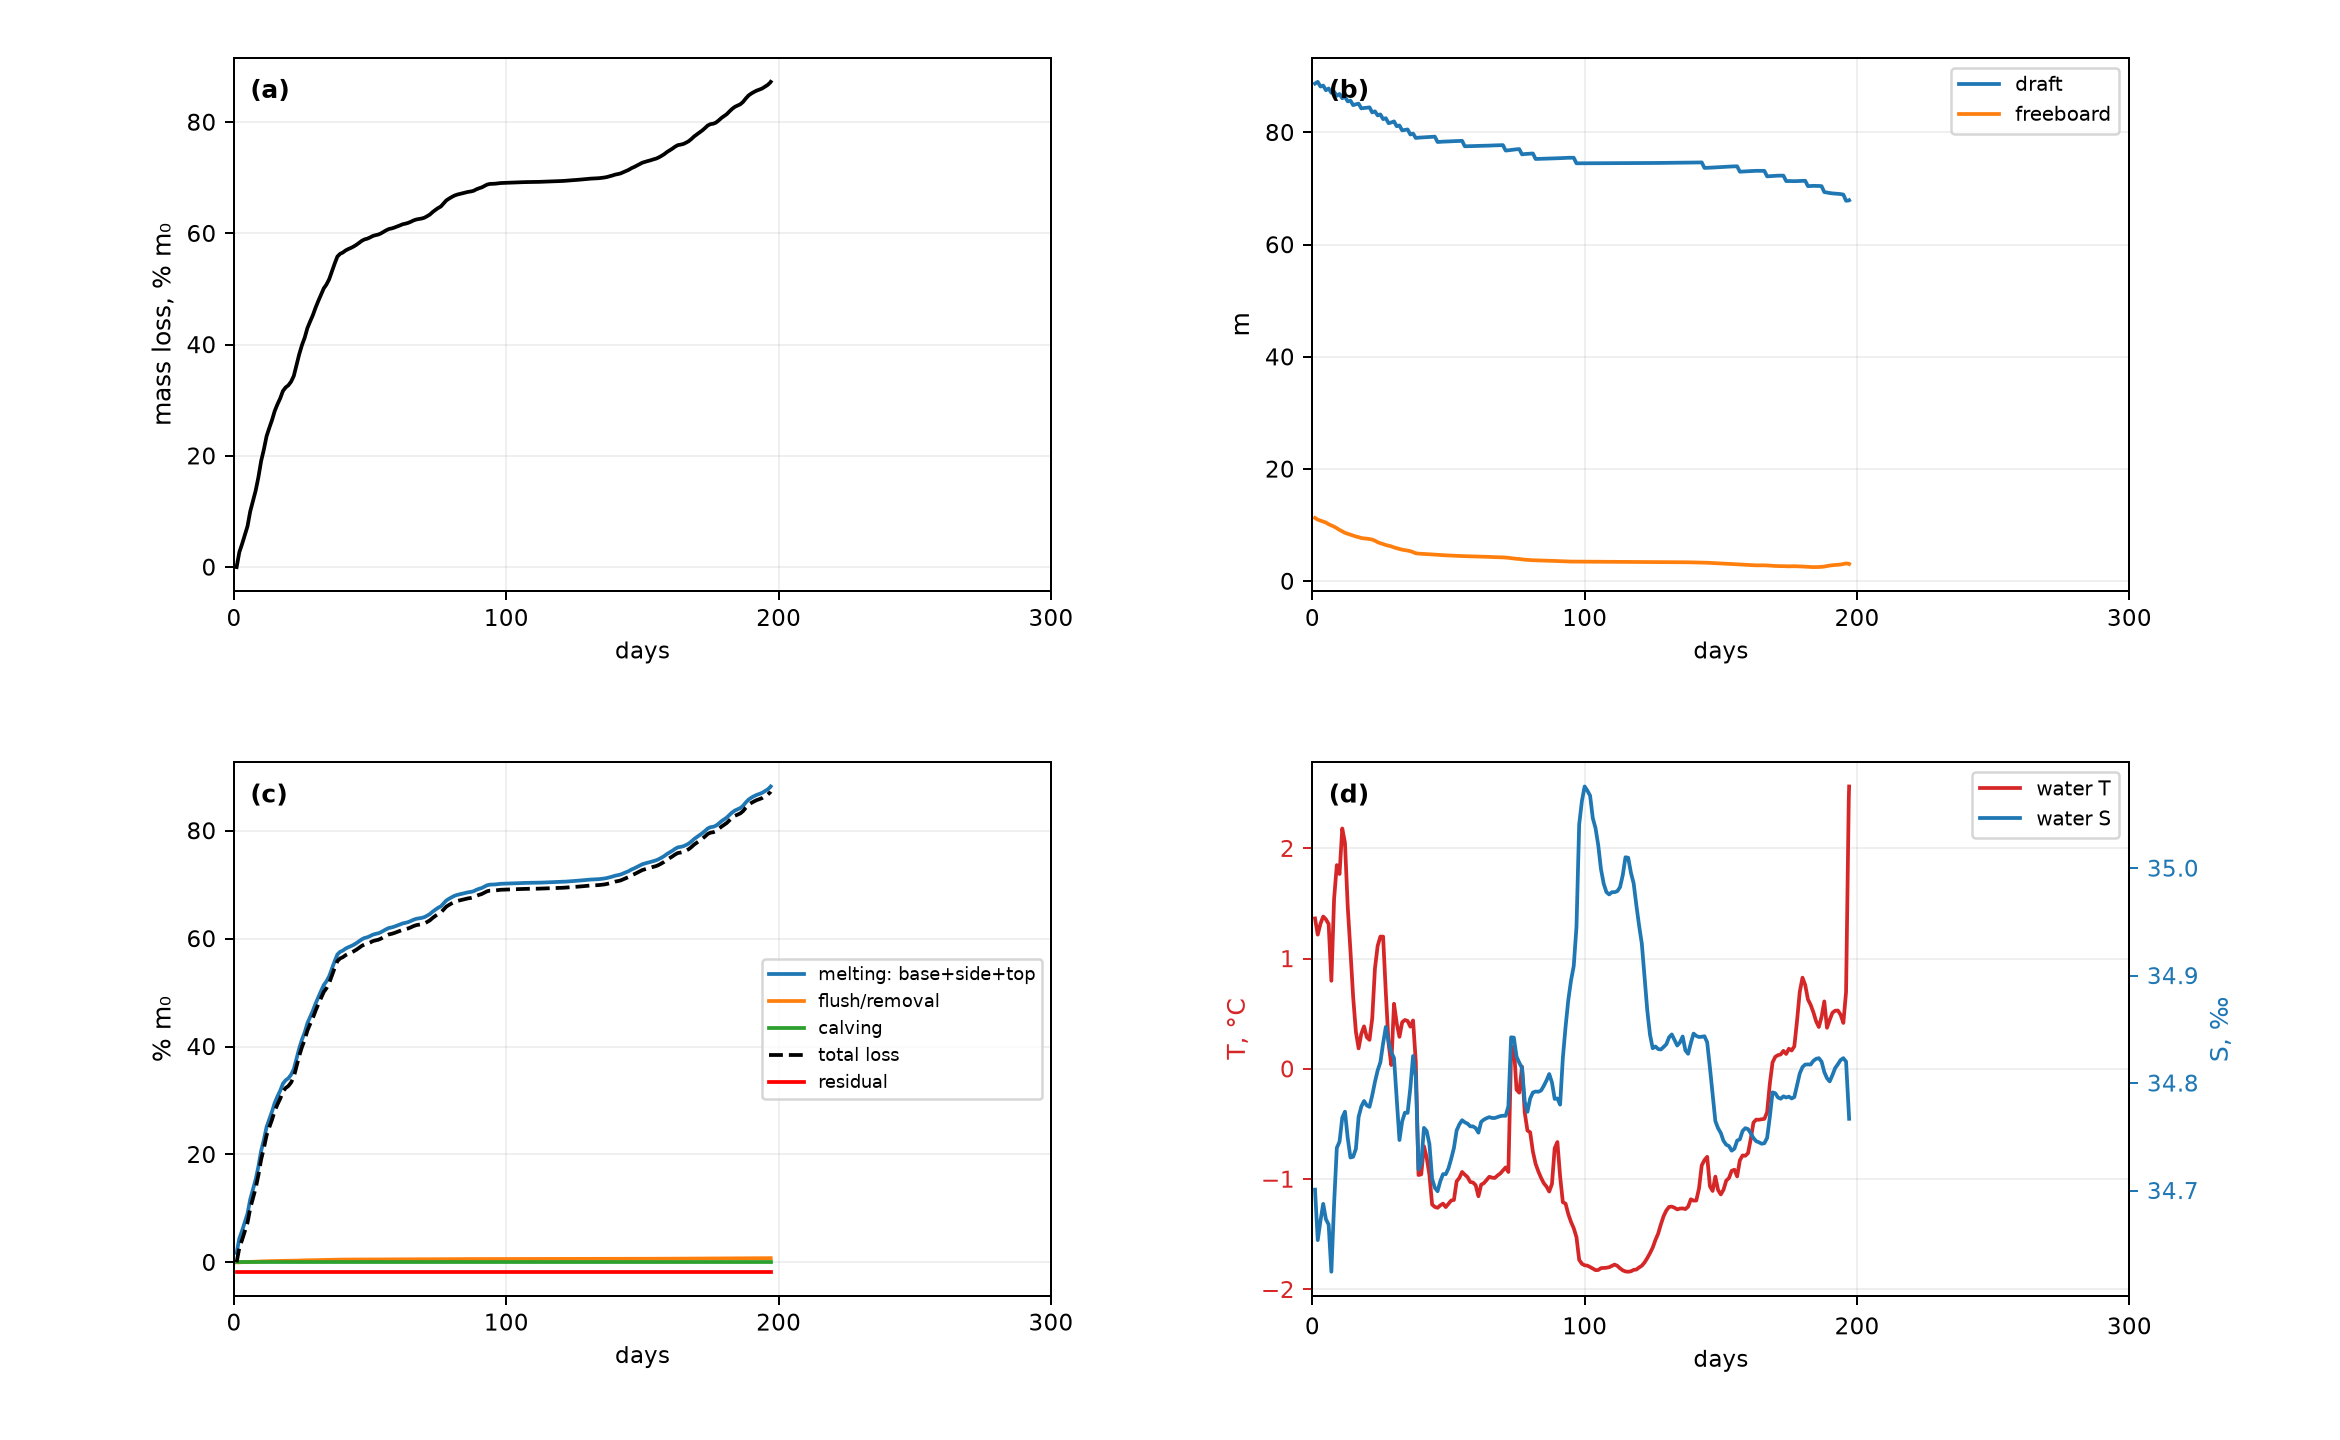 (a)
mass loss, % m₀
80
60
40
20
0
0 100 200 300
days
(b)
draft
freeboard
m
80
60
40
20
0
0 100 200 300
days
(c)
% m₀
80
60
40
20
0
melting: base+side+top
flush/removal
calving
total loss
residual
0 100 200 300
days
(d)
water T
water S
T, °C
2
1
0
−1
−2
35.0
34.9
34.8
34.7
S, ‰
0 100 200 300
days